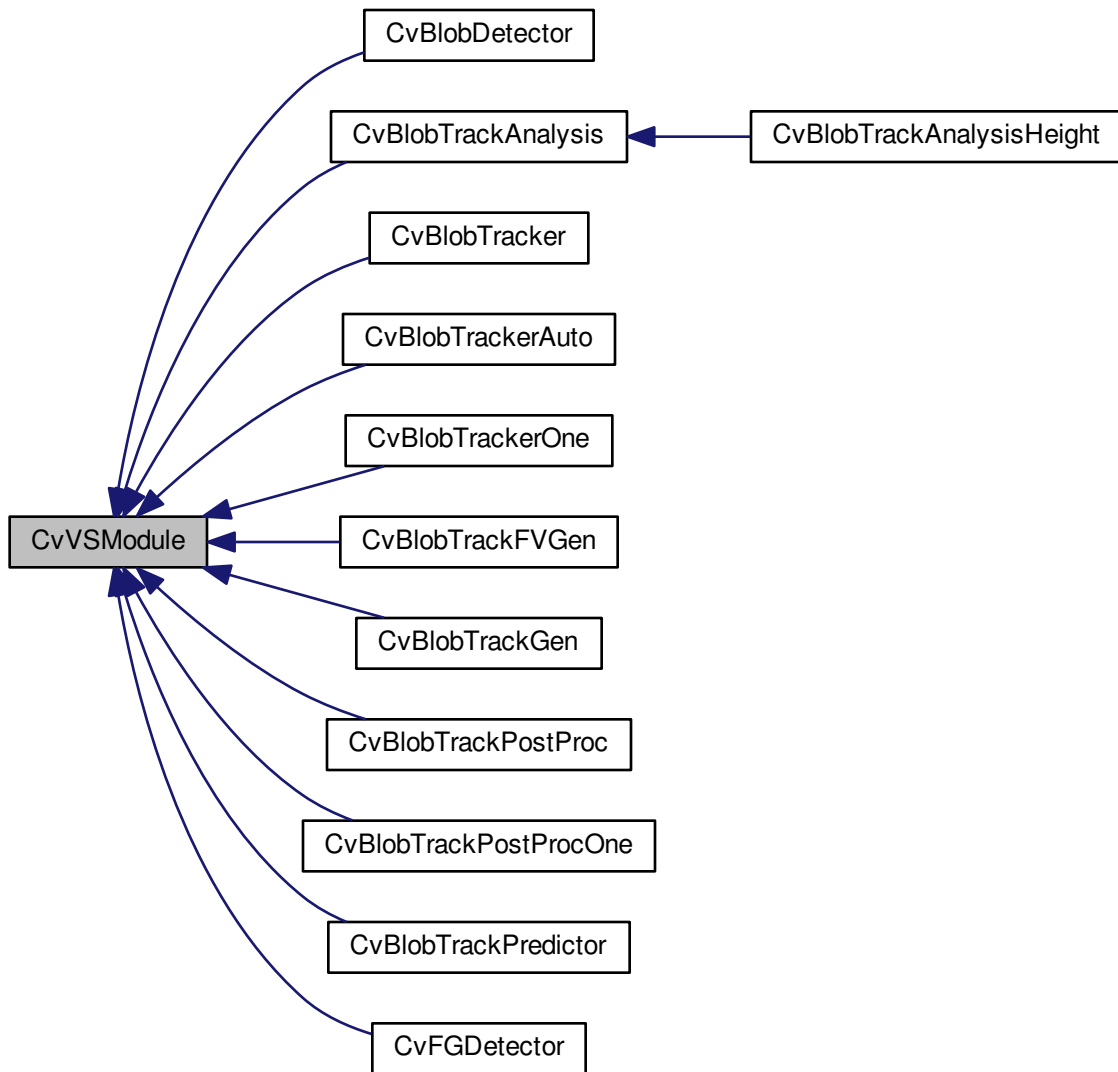 CvBlobDetector
CvBlobTrackAnalysis
CvBlobTrackAnalysisHeight
CvBlobTracker
CvBlobTrackerAuto
CvBlobTrackerOne
CvVSModule
CvBlobTrackFVGen
CvBlobTrackGen
CvBlobTrackPostProc
CvBlobTrackPostProcOne
CvBlobTrackPredictor
CvFGDetector